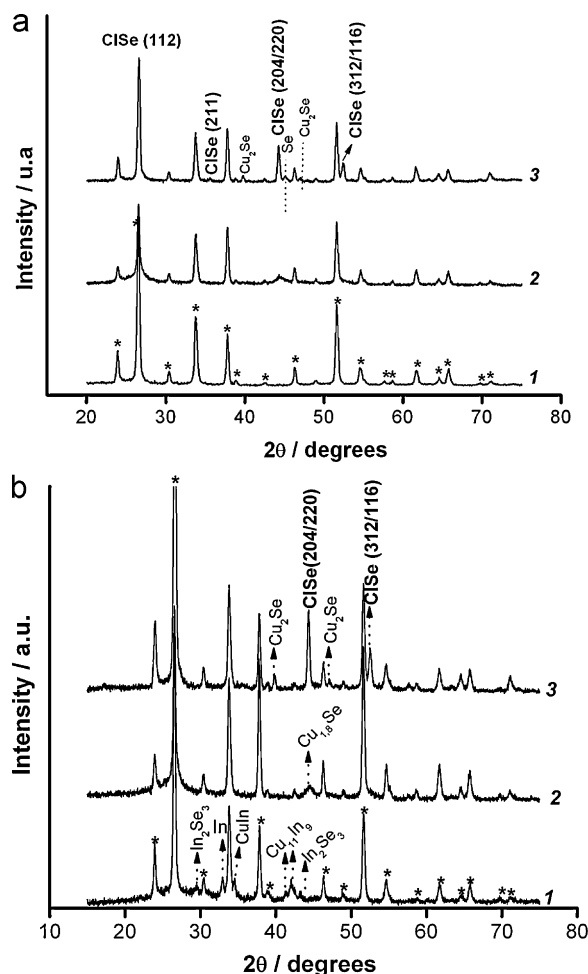 a
CISe (112)
CISe (211)
Cu2Se
CISe (204/220)
Se
Cu2Se
CISe (312/116)
3
2
1
*
* * * * * * * * * * * * * * * *
Intensity / u.a
20 30 40 50 60 70 80
2θ / degrees
b
*
Cu2Se
CISe(204/220)
Cu2Se
CISe (312/116)
3
Cu1,8Se
2
In2Se3
In
CuIn
Cu11In9
In2Se3
1
* * * * * * * * * * * * *
Intensity / a.u.
10 20 30 40 50 60 70 80
2θ / degrees